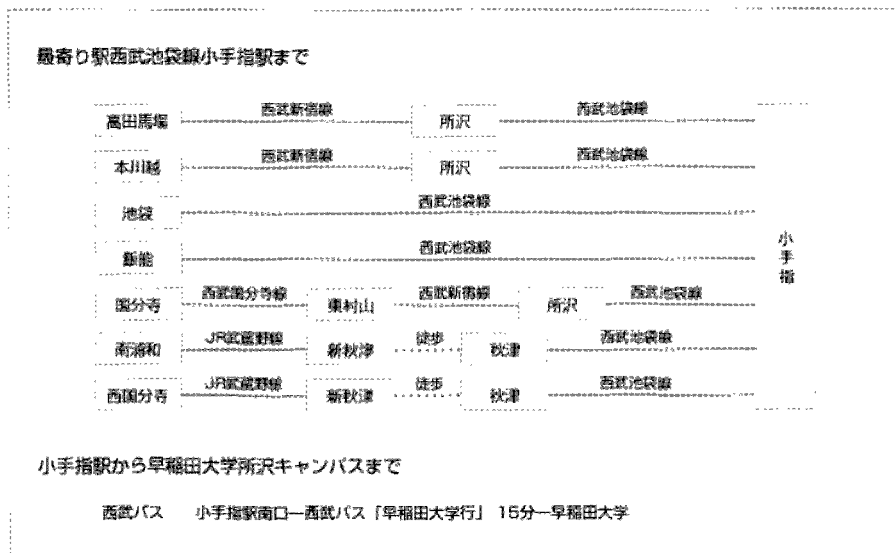 最寄り駅西武池袋線小手指駅まで
高田馬場 西武新宿線 所沢 西武池袋線
本川越 西武新宿線 所沢 西武池袋線
池袋 西武池袋線
飯能 西武池袋線
小手指
国分寺 西武国分寺線 東村山 西武新宿線 所沢 西武池袋線
南浦和 JR武蔵野線 新秋津 徒歩 秋津 西武池袋線
西国分寺 JR武蔵野線 新秋津 徒歩 秋津 西武池袋線
小手指駅から早稲田大学所沢キャンパスまで
西武バス 小手指駅南口―西武バス「早稲田大学行」 15分―早稲田大学